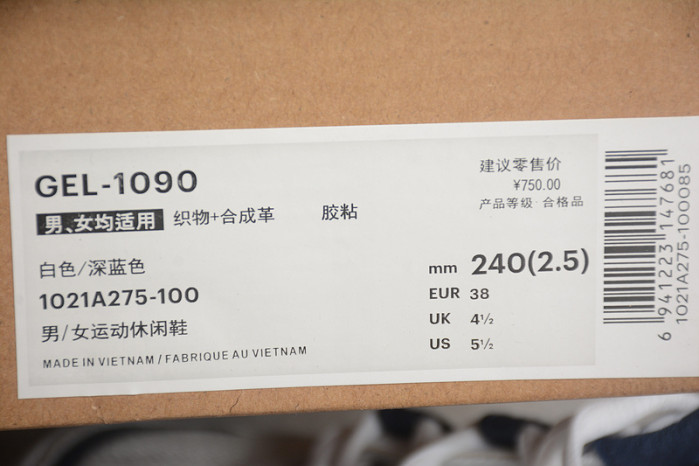 GEL-1090
男、女均适用 织物+合成革 胶粘
白色/深蓝色
1021A275-100
男/女运动休闲鞋
MADE IN VIETNAM / FABRIQUE AU VIETNAM
建议零售价
¥750.00
产品等级 合格品
mm 240(2.5)
EUR 38
UK 4½
US 5½
6 941223 147681
1021A275-100085